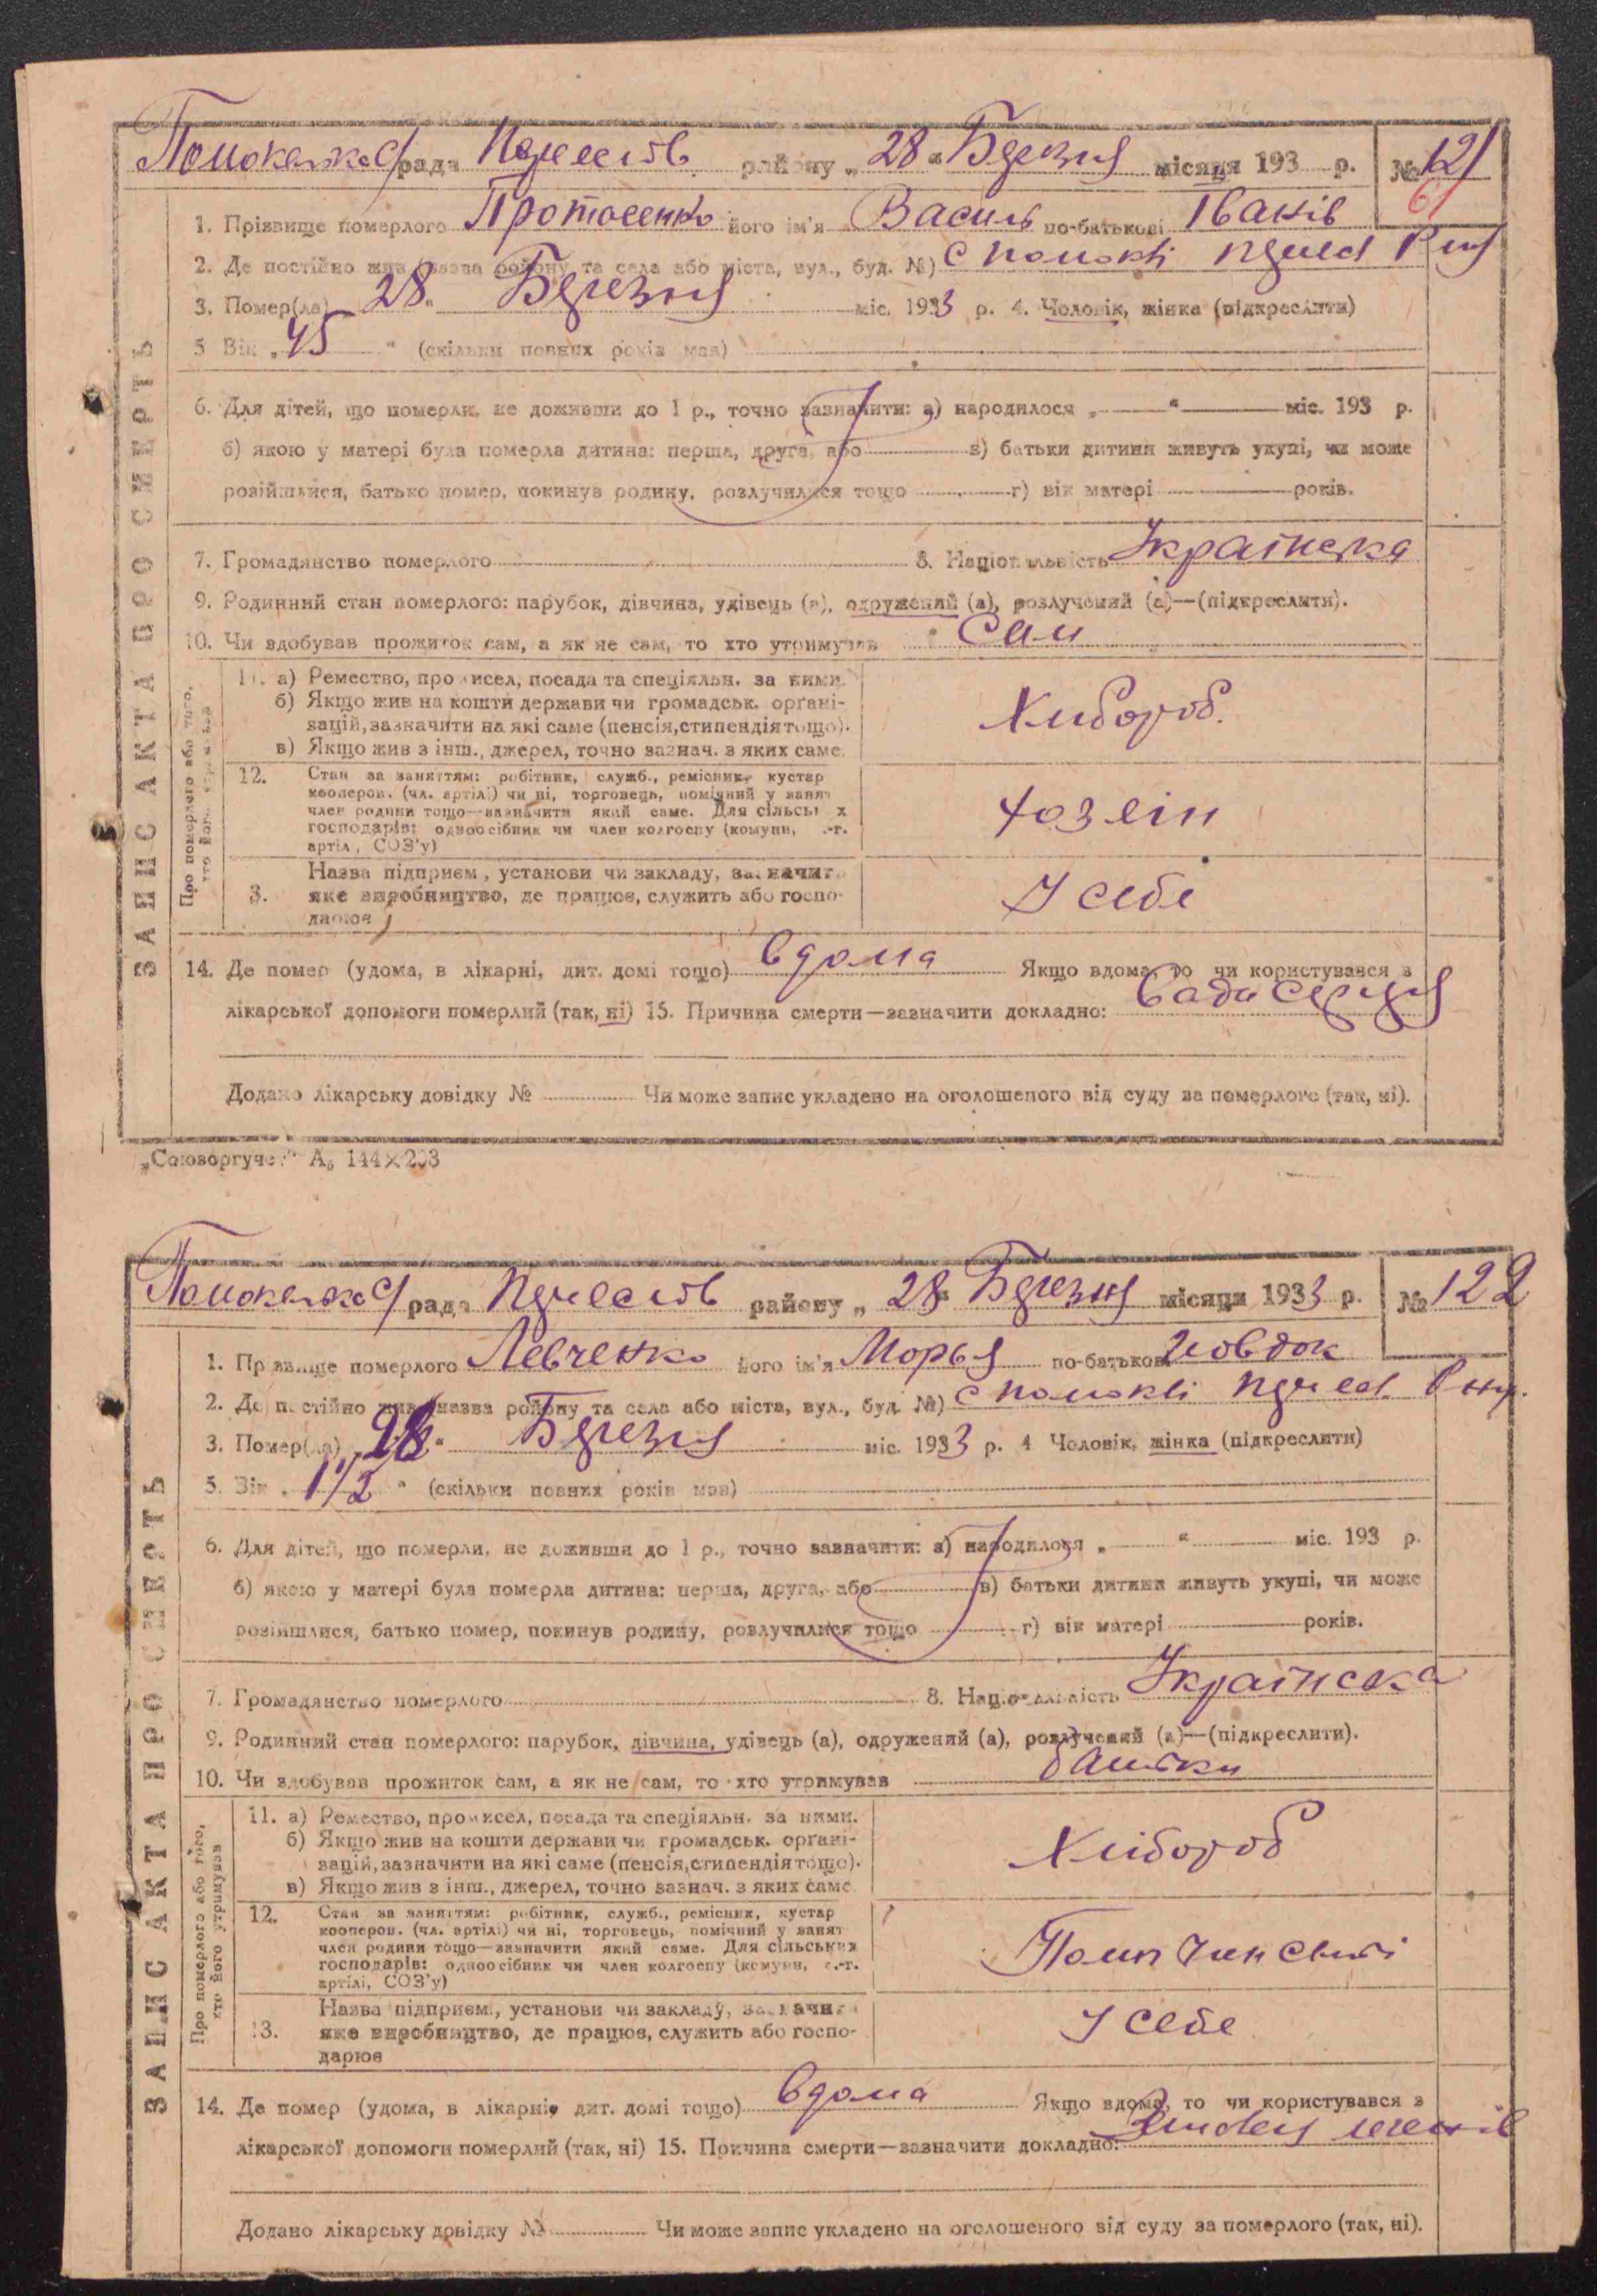 рада району „ 28 " Березня місяця 193 р. № 121
61
1. Прізвище померлого Протосенко його ім'я Василь по-батькові Іванів
2. Де постійно жив (назва району та села або міста, вул., буд. №) с
3. Помер(ла) „ 28 " Березня міс. 1933 р. 4. Чоловік, жінка (підкреслити)
5 Вік „ 45 " (скільки повних років мав)
6. Для дітей, що померли, не доживши до 1 р., точно зазначити: а) народилося „ " міс. 193 р.
б) якою у матері була померла дитина: перша, друга, або в) батьки дитини живуть укупі, чи може
розійшлися, батько помер, покинув родину, розлучилися тощо г) вік матері років.
7. Громадянство померлого 8. Національність Українська
9. Родинний стан померлого: парубок, дівчина, удівець (а), одружений (а), розлучений (а)—(підкреслити).
10. Чи здобував прожиток сам, а як не сам, то хто утримував Сам
ЗАПИС АКТА ПРО СМЕРТЬ
Про померлого або того, хто його утримував
11. а) Ремество, промисел, посада та спеціяльн. за ними.
б) Якщо жив на кошти держави чи громадськ. орґані-
зацій, зазначити на які саме (пенсія, стипендія тощо).
в) Якщо жив з інш., джерел, точно зазнач. з яких саме.
Хлібороб.
12. Стан за заняттям: робітник, служб., ремісник, кустар
кооперов. (чл. артілі) чи ні, торговець, помічний у занят
член родини тощо—зазначити який саме. Для сільських
господарів: одноосібник чи член колгоспу (комуни, с.-г.
артілі, СОЗ'у)
Хозеін
13. Назва підприєм., установи чи закладу, зазначити
яке виробництво, де працює, служить або госпо-
дарює
У себе
14. Де помер (удома, в лікарні, дит. домі тощо) вдома Якщо вдома, то чи користувався з
лікарської допомоги померлий (так, ні) 15. Причина смерти—зазначити докладно:
Додано лікарську довідку № Чи може запис укладено на оголошеного від суду за померлого (так, ні).
„Союзоргучет" А₅ 144×203
рада району „ 28 " Березня місяця 1933 р. № 122
1. Прізвище померлого Левченко його ім'я Морья по-батькові
2. Де постійно жив (назва району та села або міста, вул., буд. №) с
3. Помер(ла) „ 28 " Березня міс. 1933 р. 4 Чоловік, жінка (підкреслити)
5. Вік „ 1 1/2 " (скільки повних років мав)
6. Для дітей, що померли, не доживши до 1 р., точно зазначити: а) народилося „ " міс. 193 р.
б) якою у матері була померла дитина: перша, друга, або в) батьки дитини живуть укупі, чи може
розійшлися, батько помер, покинув родину, розлучилися тощо г) вік матері років.
7. Громадянство померлого 8. Національність Українска
9. Родинний стан померлого: парубок, дівчина, удівець (а), одружений (а), розлучений (а)—(підкреслити).
10. Чи здобував прожиток сам, а як не сам, то хто утримував батьки
ЗАПИС АКТА ПРО СМЕРТЬ
Про померлого або того, хто його утримував
11. а) Ремество, промисел, посада та спеціяльн. за ними.
б) Якщо жив на кошти держави чи громадськ. орґані-
зацій, зазначити на які саме (пенсія, стипендія тощо).
в) Якщо жив з інш., джерел, точно зазнач. з яких саме
Хлібороб
12. Стан за заняттям: робітник, служб., ремісник, кустар
кооперов. (чл. артілі) чи ні, торговець, помічний у занят
член родини тощо—зазначити який саме. Для сільських
господарів: одноосібник чи член колгоспу (комуни, с.-г.
артілі, СОЗ'у)
Помп член
13. Назва підприєм., установи чи закладу, зазначити
яке виробництво, де працює, служить або госпо-
дарює
У себе
14. Де помер (удома, в лікарні, дит. домі тощо) вдома Якщо вдома, то чи користувався з
лікарської допомоги померлий (так, ні) 15. Причина смерти—зазначити докладно:
Додано лікарську довідку № Чи може запис укладено на оголошеного від суду за померлого (так, ні).